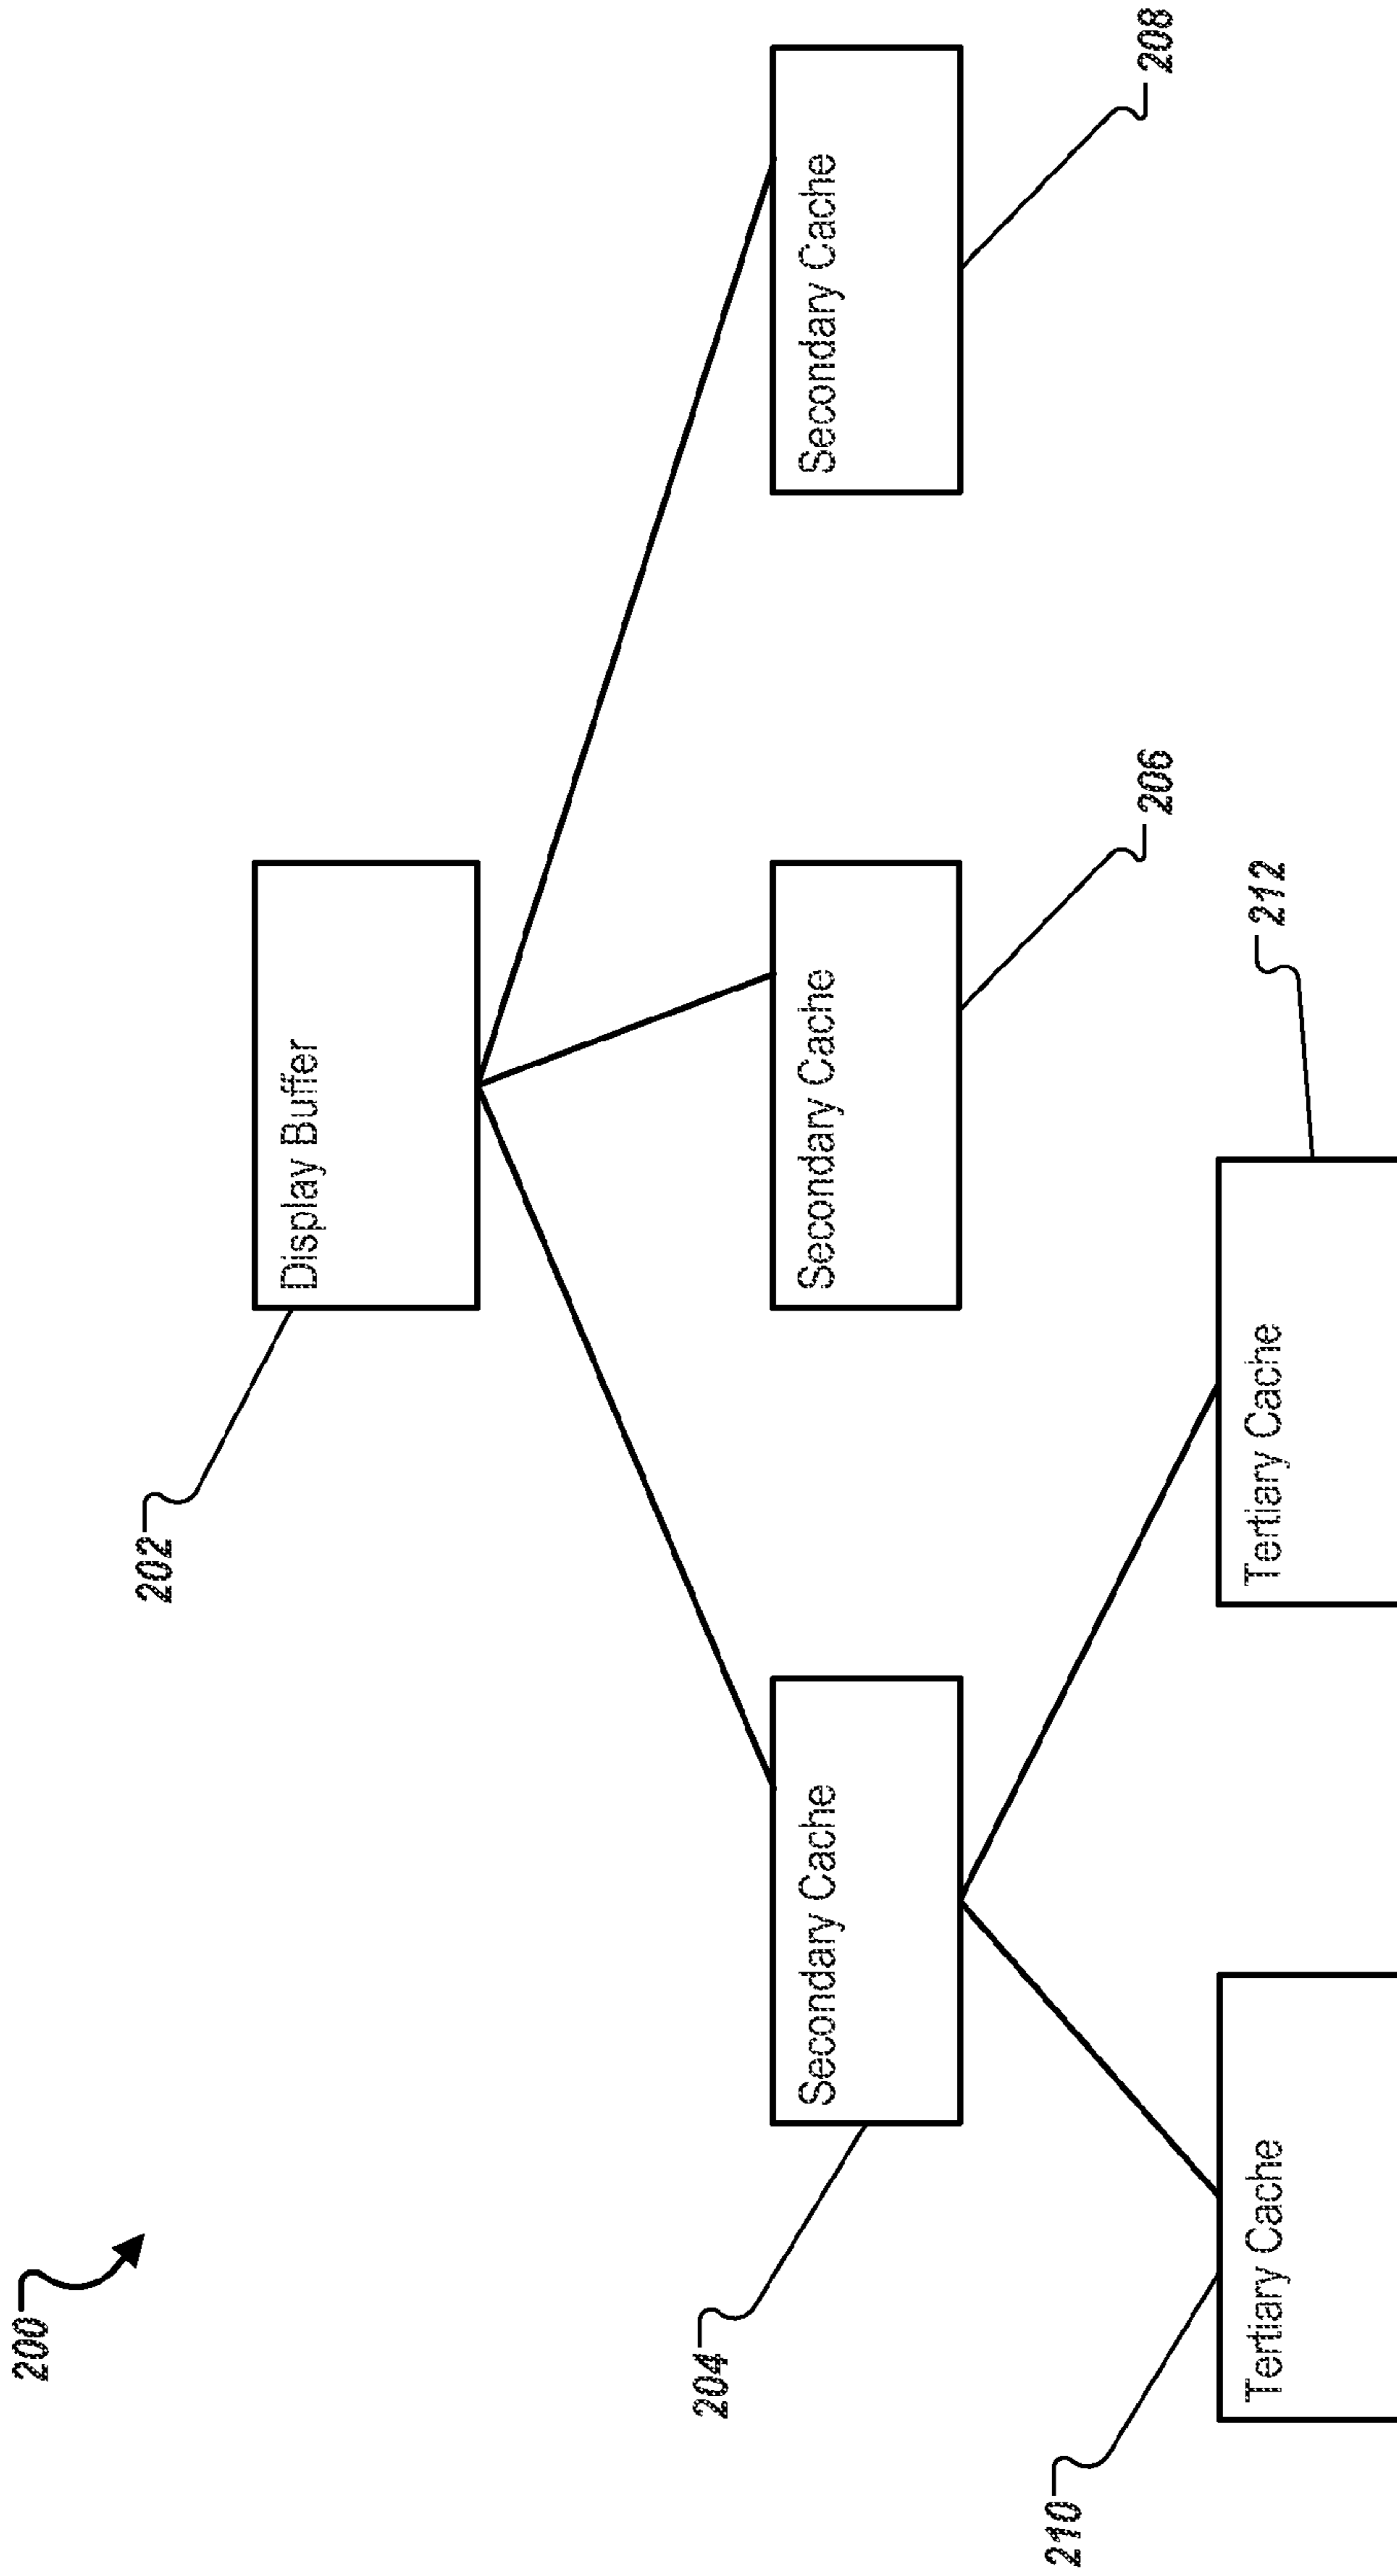 200
202
Display Buffer
204
Secondary Cache
Secondary Cache
206
Secondary Cache
208
210
Tertiary Cache
Tertiary Cache
212